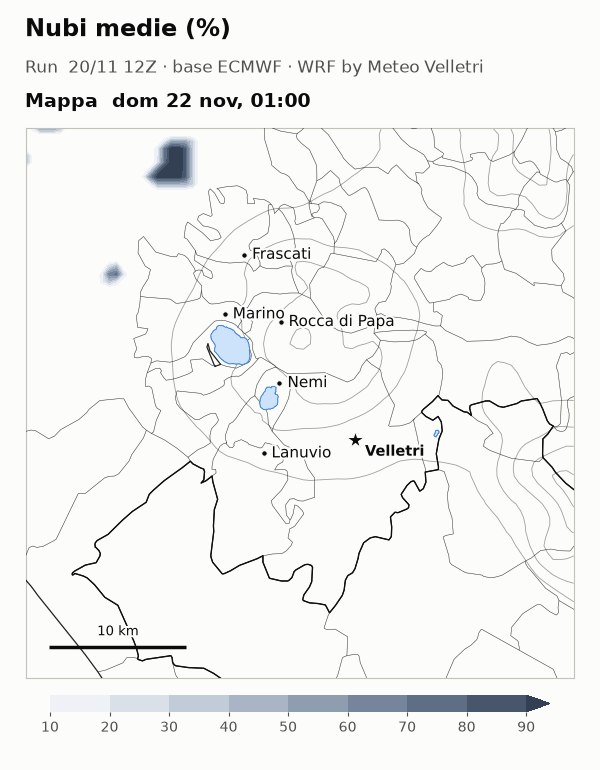 Nubi medie (%)
Run  20/11 12Z · base ECMWF · WRF by Meteo Velletri
Mappa  dom 22 nov, 01:00
Frascati
Marino
Rocca di Papa
Nemi
Velletri
Lanuvio
10 km
10 20 30 40 50 60 70 80 90